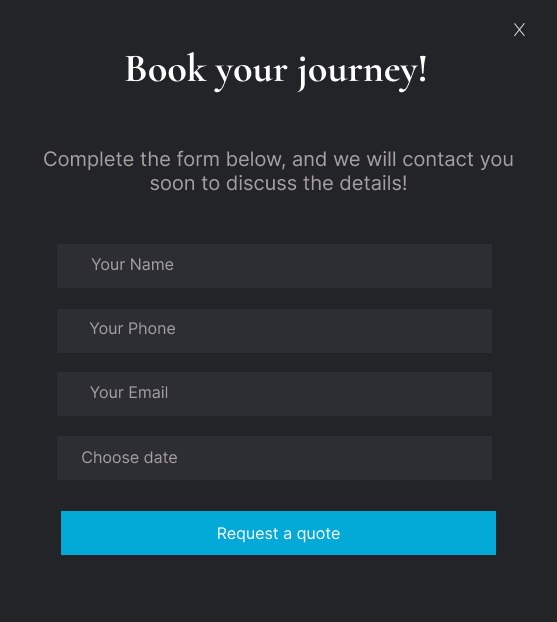 X
Book your journey!
Complete the form below, and we will contact you
soon to discuss the details!
Your Name
Your Phone
Your Email
Choose date
Request a quote